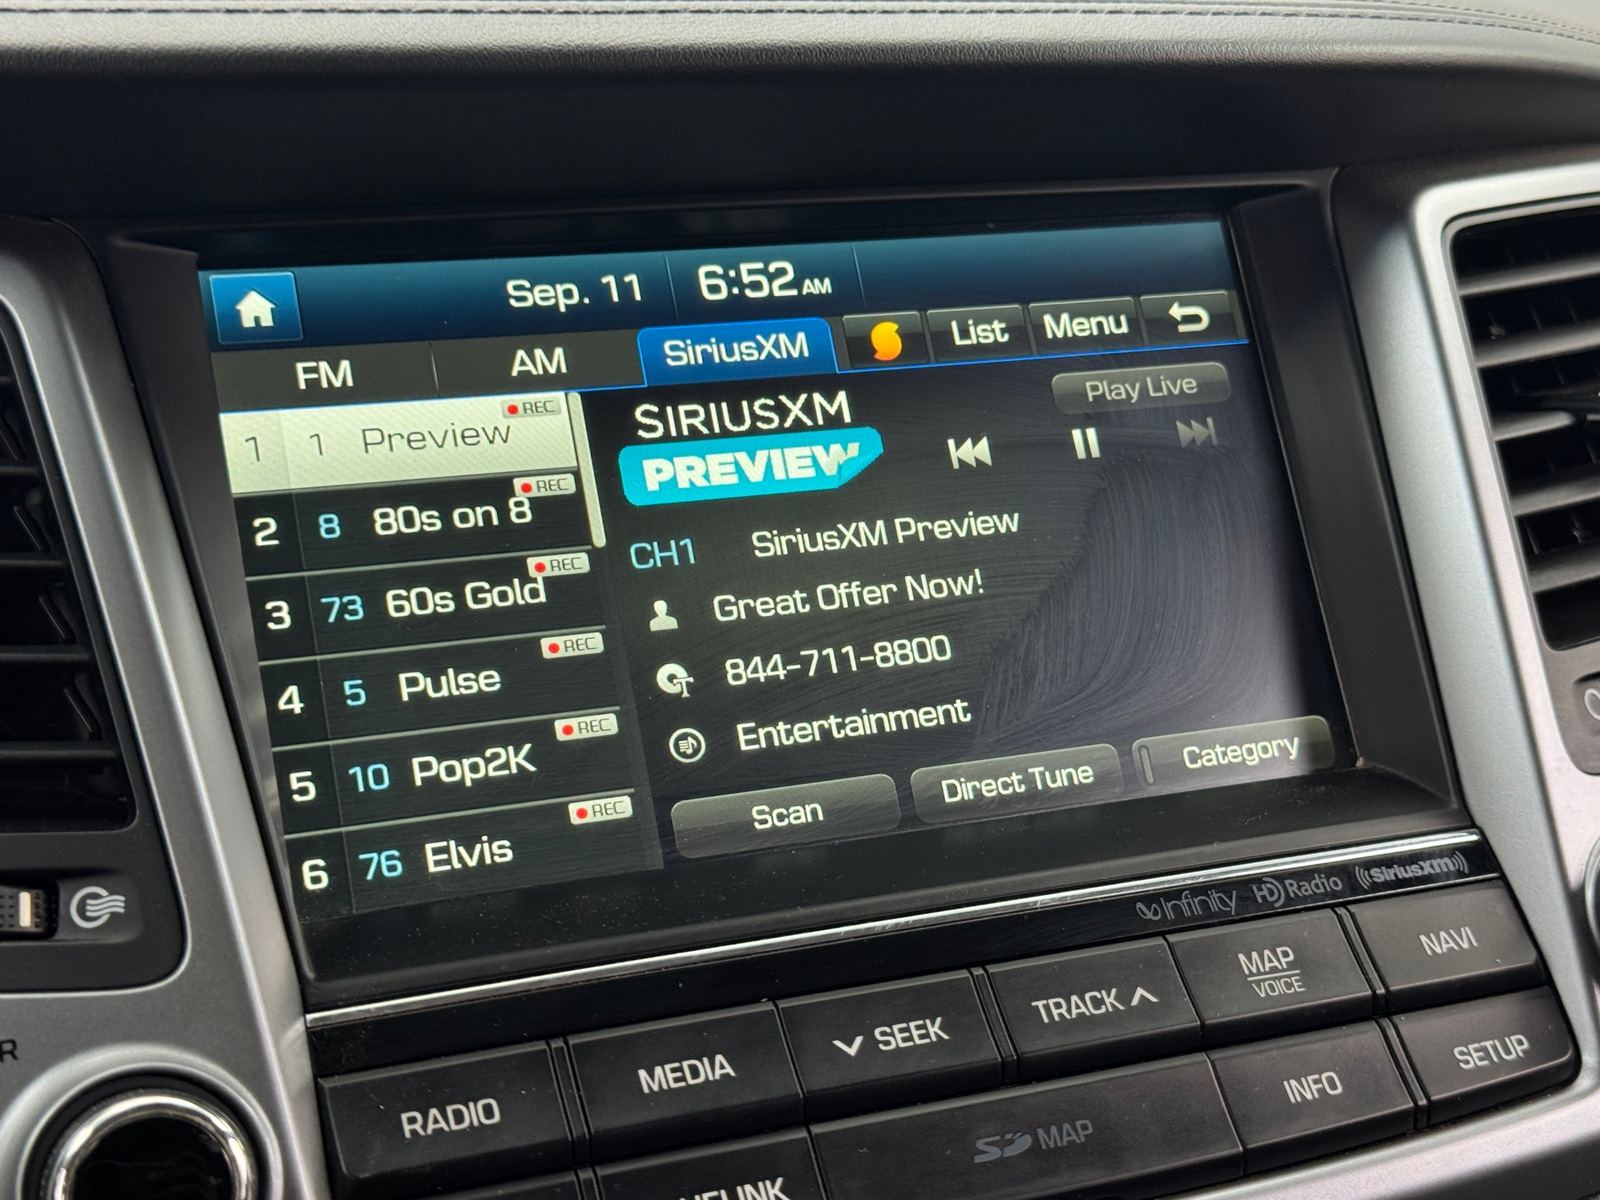 Sep. 11 6:52 AM
FM AM SiriusXM List Menu
1 1 Preview REC
2 8 80s on 8 REC
3 73 60s Gold REC
4 5 Pulse REC
5 10 Pop2K REC
6 76 Elvis REC
SIRIUSXM
PREVIEW
Play Live
CH1 SiriusXM Preview
Great Offer Now!
844-711-8800
Entertainment
Scan Direct Tune Category
Infinity HD Radio SiriusXM
RADIO MEDIA SEEK TRACK MAP NAVI
VOICE
SD MAP INFO SETUP
R